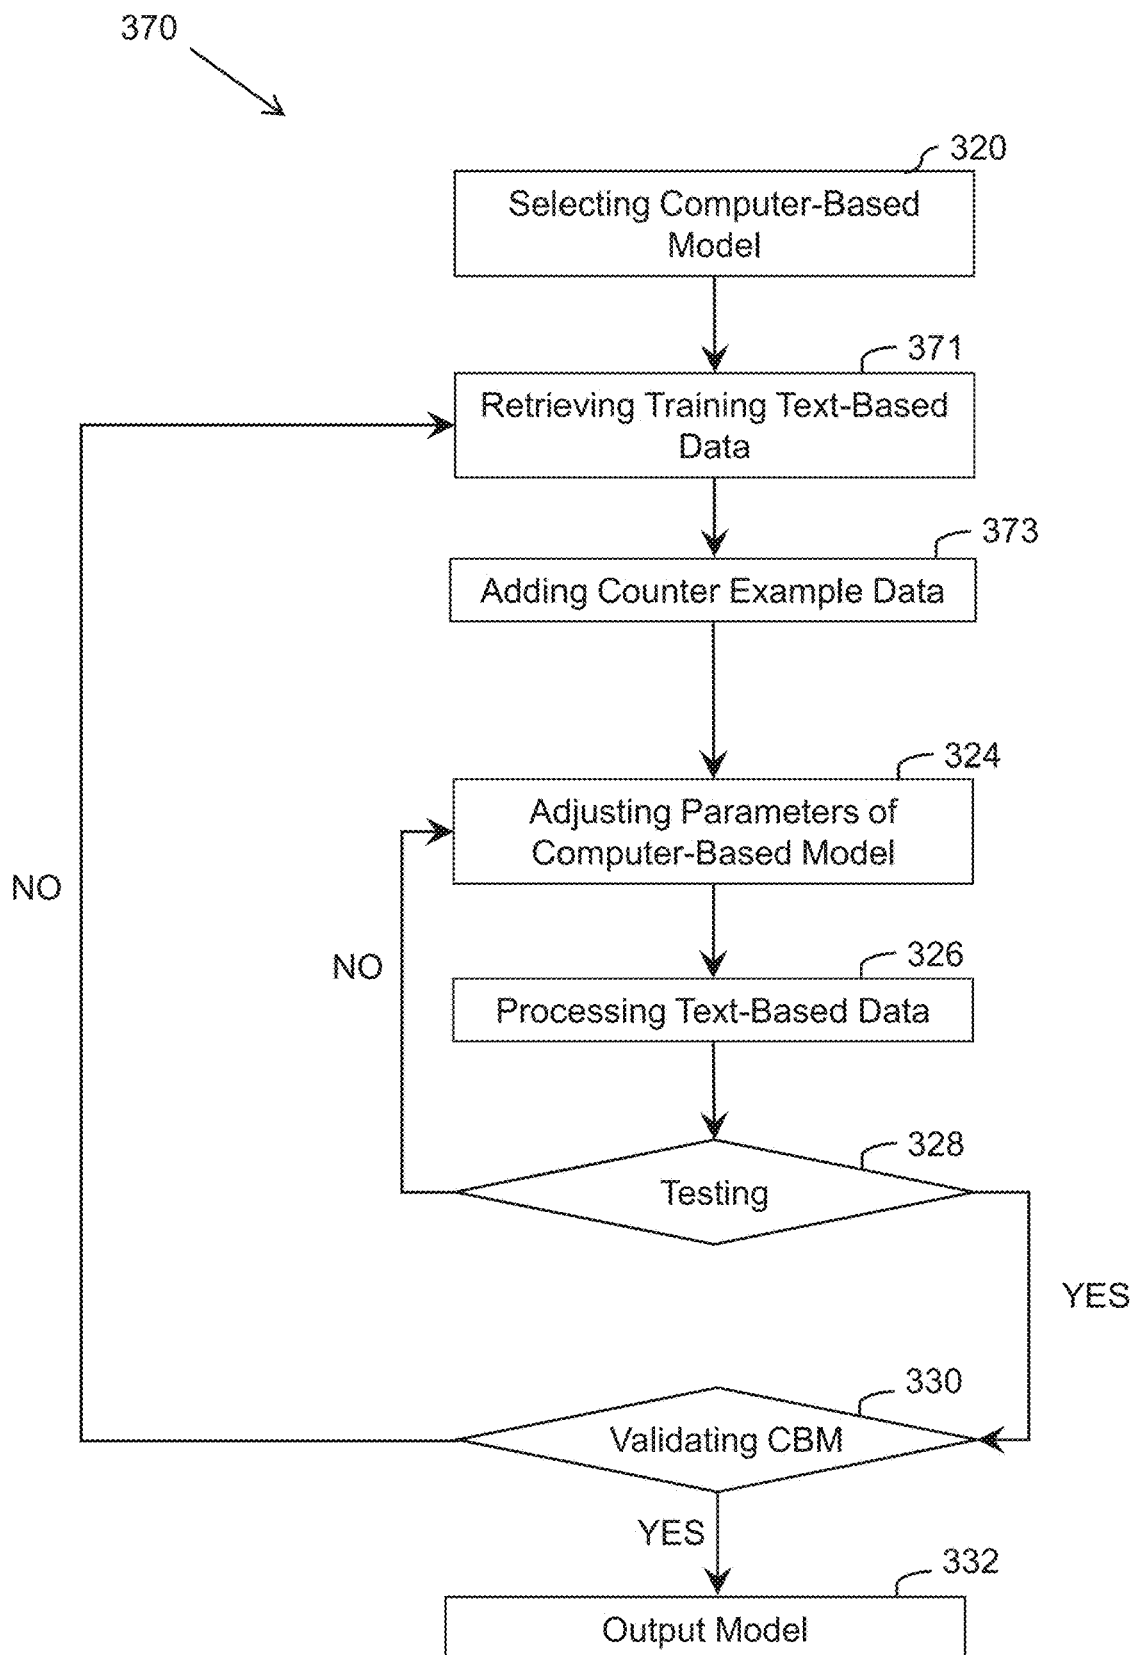 370
320
Selecting Computer-Based
Model
371
Retrieving Training Text-Based
Data
373
Adding Counter Example Data
324
Adjusting Parameters of
Computer-Based Model
NO
NO
326
Processing Text-Based Data
328
Testing
YES
330
Validating CBM
YES
332
Output Model